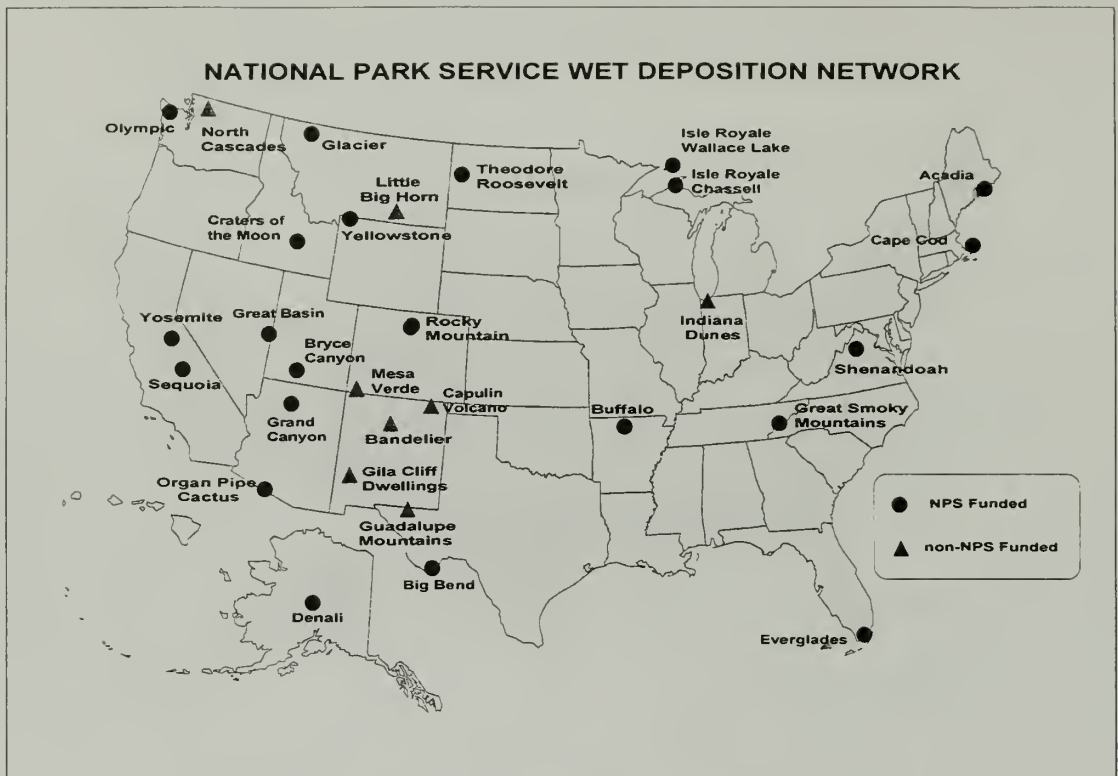 NATIONAL PARK SERVICE WET DEPOSITION NETWORK
Olympic
North
Cascades
Glacier
Theodore
Roosevelt
Isle Royale
Wallace Lake
Isle Royale
Chassell
Acadia
Little
Big Horn
Craters of
the Moon
Yellowstone
Cape Cod
Yosemite
Great Basin
Rocky
Mountain
Indiana
Dunes
Bryce
Canyon
Sequoia
Mesa
Verde
Capulin
Volcano
Shenandoah
Grand
Canyon
Bandelier
Buffalo
Great Smoky
Mountains
Organ Pipe
Cactus
Gila Cliff
Dwellings
Guadalupe
Mountains
NPS Funded
non-NPS Funded
Big Bend
Denali
Everglades